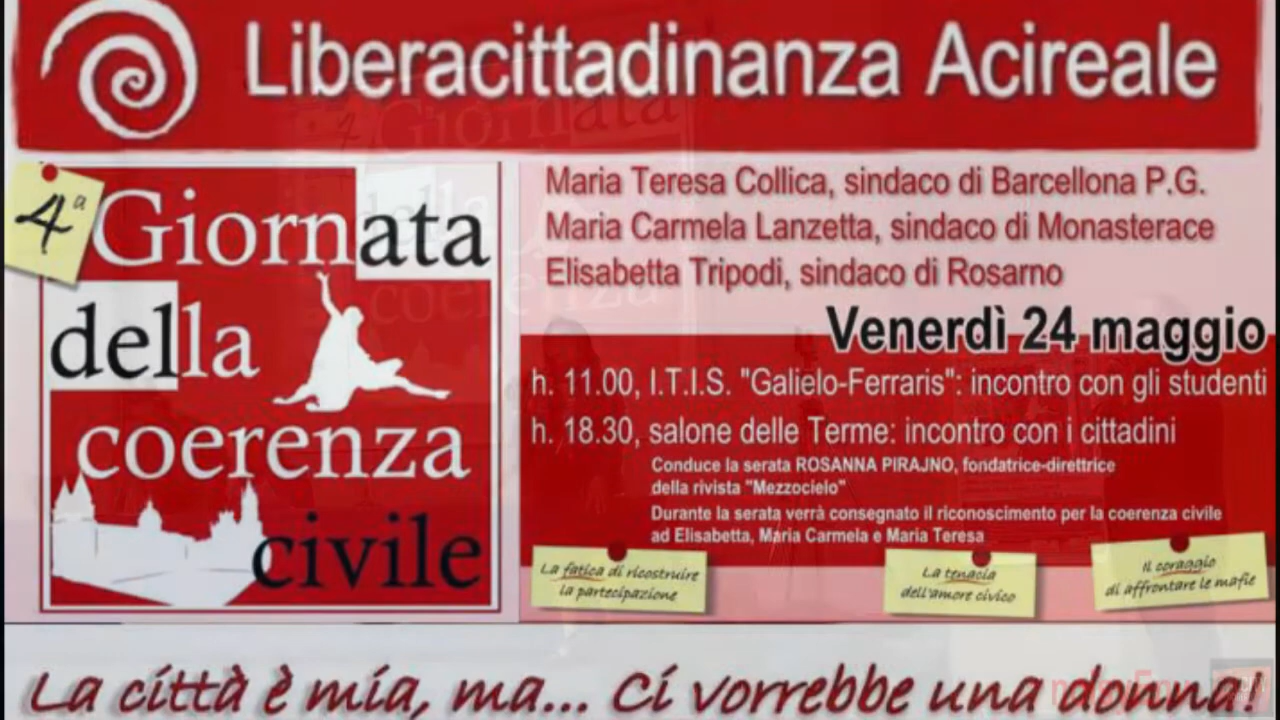 Liberacittadinanza Acireale
4ª Giornata
della
coerenza
civile
Maria Teresa Collica, sindaco di Barcellona P.G.
Maria Carmela Lanzetta, sindaco di Monasterace
Elisabetta Tripodi, sindaco di Rosarno
Venerdì 24 maggio
h. 11.00, I.T.I.S. "Galielo-Ferraris": incontro con gli studenti
h. 18.30, salone delle Terme: incontro con i cittadini
Conduce la serata ROSANNA PIRAJNO, fondatrice-direttrice
della rivista "Mezzocielo"
Durante la serata verrà consegnato il riconoscimento per la coerenza civile
ad Elisabetta, Maria Carmela e Maria Teresa
La fatica di ricostruire
la partecipazione
La tenacia
dell'amore civico
Il coraggio
di affrontare le mafie
La città è mia, ma... Ci vorrebbe una donna!